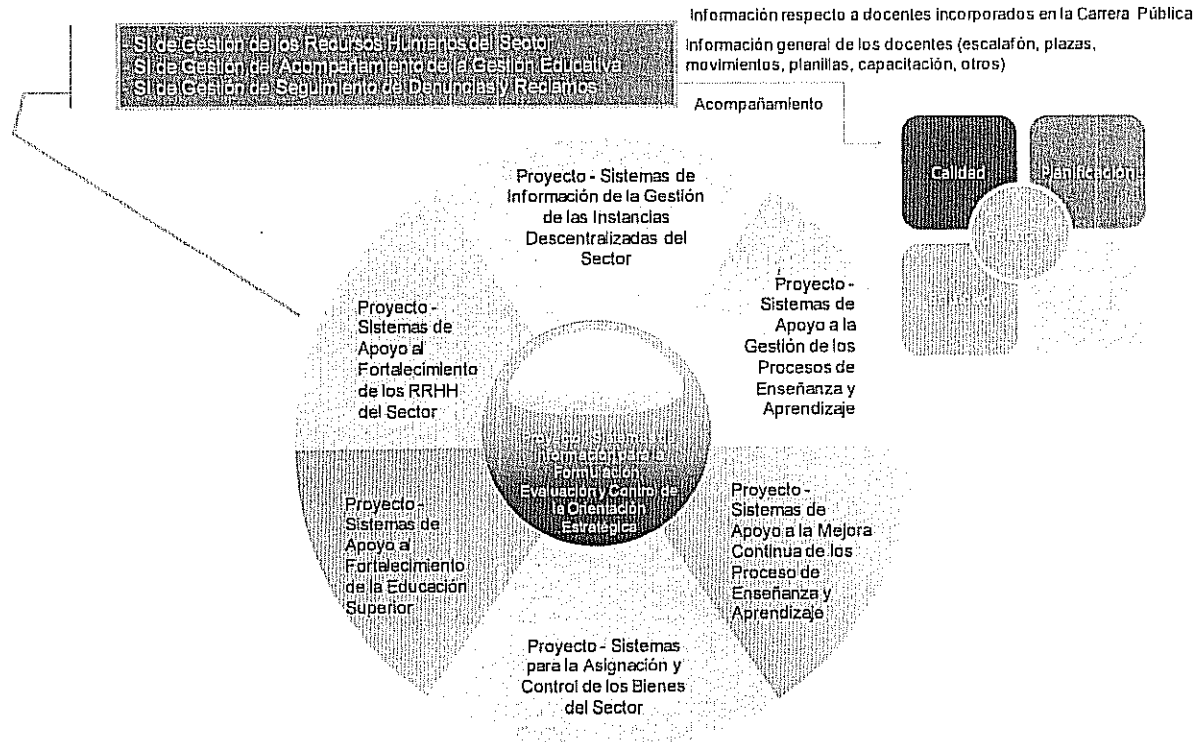 Información respecto a docentes incorporados en la Carrera Pública
- SI de Gestión de los Recursos Humanos del Sector
- SI de Gestión del Acompañamiento de la Gestión Educativa
- SI de Gestión de Seguimiento de Denuncias y Reclamos
Información general de los docentes (escalafón, plazas,
movimientos, planillas, capacitación, otros)
Acompañamiento
Calidad
Planificación
Proyecto - Sistemas de
Información de la Gestión
de las Instancias
Descentralizadas del
Sector
Proyecto -
Sistemas de
Apoyo a la
Gestión de los
Procesos de
Enseñanza y
Aprendizaje
Proyecto -
Sistemas de
Apoyo al
Fortalecimiento
de los RRHH
del Sector
Proyecto - Sistemas de
Información para la
Formulación
Evaluación y Control de
la Orientación
Estratégica
Proyecto -
Sistemas de
Apoyo al
Fortalecimiento
de la Educación
Superior
Proyecto -
Sistemas de
Apoyo a la Mejora
Continua de los
Proceso de
Enseñanza y
Aprendizaje
Proyecto - Sistemas
para la Asignación y
Control de los Bienes
del Sector